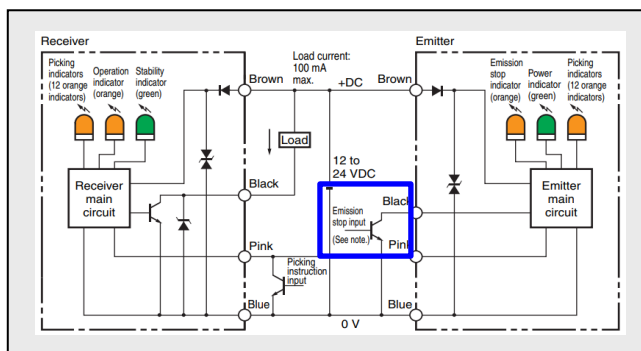 Receiver
Emitter
Picking
indicators
(12 orange
indicators)
Operation
indicator
(orange)
Stability
indicator
(green)
Load current:
100 mA
max.
Emission
stop
indicator
(orange)
Power
indicator
(green)
Picking
indicators
(12 orange
indicators)
Brown
+DC
Brown
Load
12 to
24 VDC
Receiver
main
circuit
Black
Emission
stop input
(See note.)
Black
Emitter
main
circuit
Pink
Pink
Picking
instruction
input
Blue
0 V
Blue